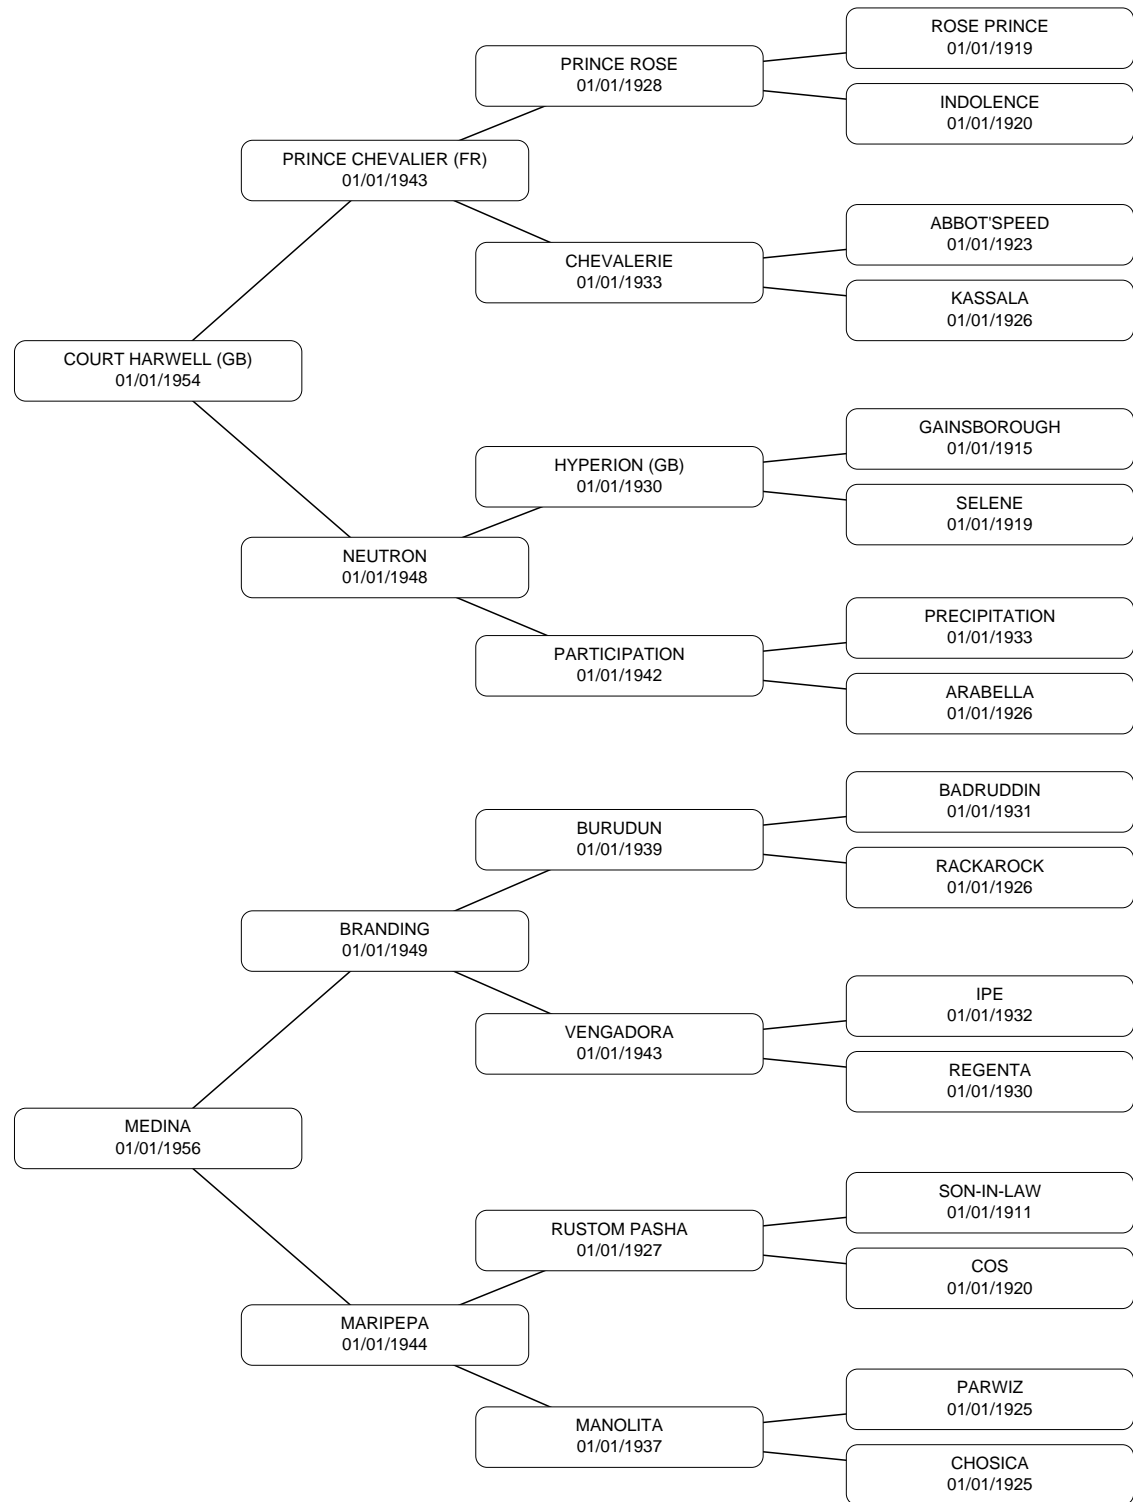 ROSE PRINCE
01/01/1919
PRINCE ROSE
01/01/1928
INDOLENCE
01/01/1920
PRINCE CHEVALIER (FR)
01/01/1943
ABBOT'SPEED
01/01/1923
CHEVALERIE
01/01/1933
KASSALA
01/01/1926
COURT HARWELL (GB)
01/01/1954
GAINSBOROUGH
01/01/1915
HYPERION (GB)
01/01/1930
SELENE
01/01/1919
NEUTRON
01/01/1948
PRECIPITATION
01/01/1933
PARTICIPATION
01/01/1942
ARABELLA
01/01/1926
BADRUDDIN
01/01/1931
BURUDUN
01/01/1939
RACKAROCK
01/01/1926
BRANDING
01/01/1949
IPE
01/01/1932
VENGADORA
01/01/1943
REGENTA
01/01/1930
MEDINA
01/01/1956
SON-IN-LAW
01/01/1911
RUSTOM PASHA
01/01/1927
COS
01/01/1920
MARIPEPA
01/01/1944
PARWIZ
01/01/1925
MANOLITA
01/01/1937
CHOSICA
01/01/1925